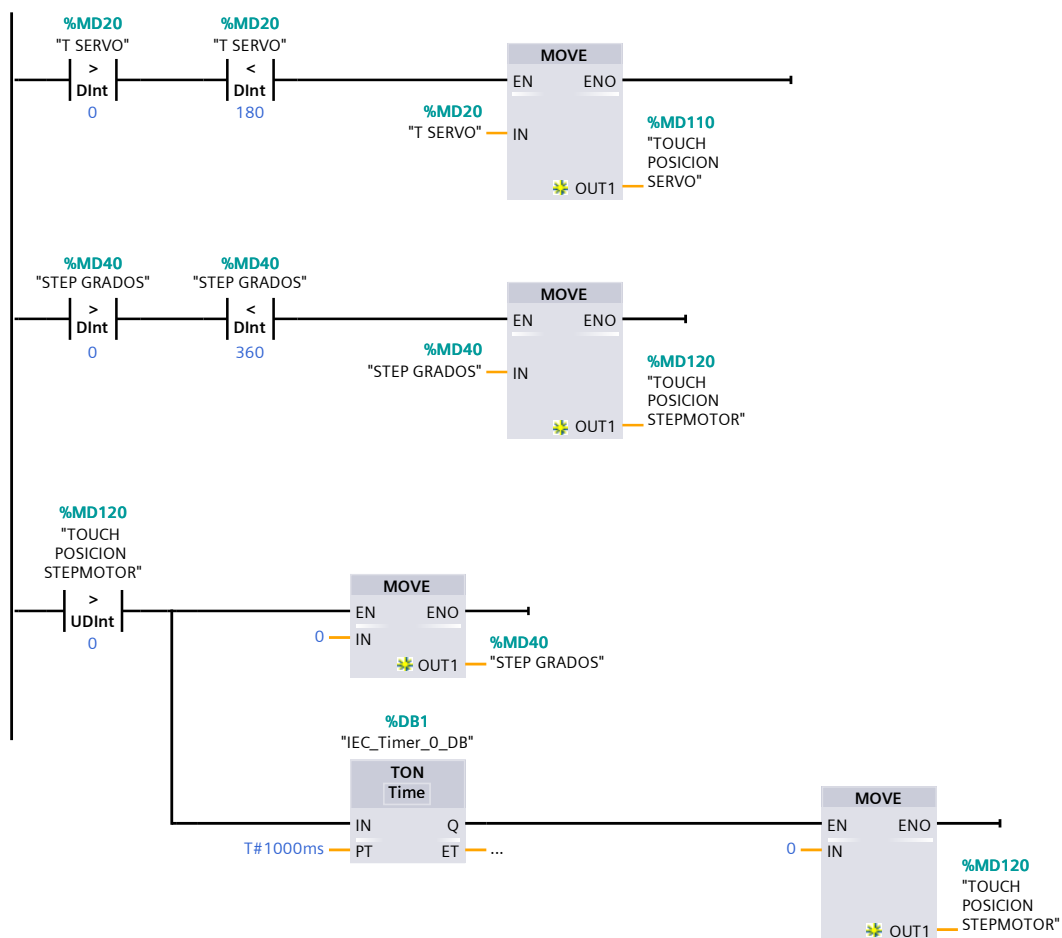 %MD20 %MD20
"T SERVO" "T SERVO"
> <
DInt DInt
0 180
MOVE
EN ENO
%MD20
"T SERVO" IN
%MD110
"TOUCH
POSICION
SERVO"
OUT1
%MD40 %MD40
"STEP GRADOS" "STEP GRADOS"
> <
DInt DInt
0 360
MOVE
EN ENO
%MD40
"STEP GRADOS" IN
%MD120
"TOUCH
POSICION
STEPMOTOR"
OUT1
%MD120
"TOUCH
POSICION
STEPMOTOR"
>
UDInt
0
MOVE
EN ENO
0 IN
%MD40
OUT1 "STEP GRADOS"
%DB1
"IEC_Timer_0_DB"
TON
Time
IN Q
T#1000ms PT ET ...
MOVE
EN ENO
0 IN
%MD120
"TOUCH
POSICION
STEPMOTOR"
OUT1